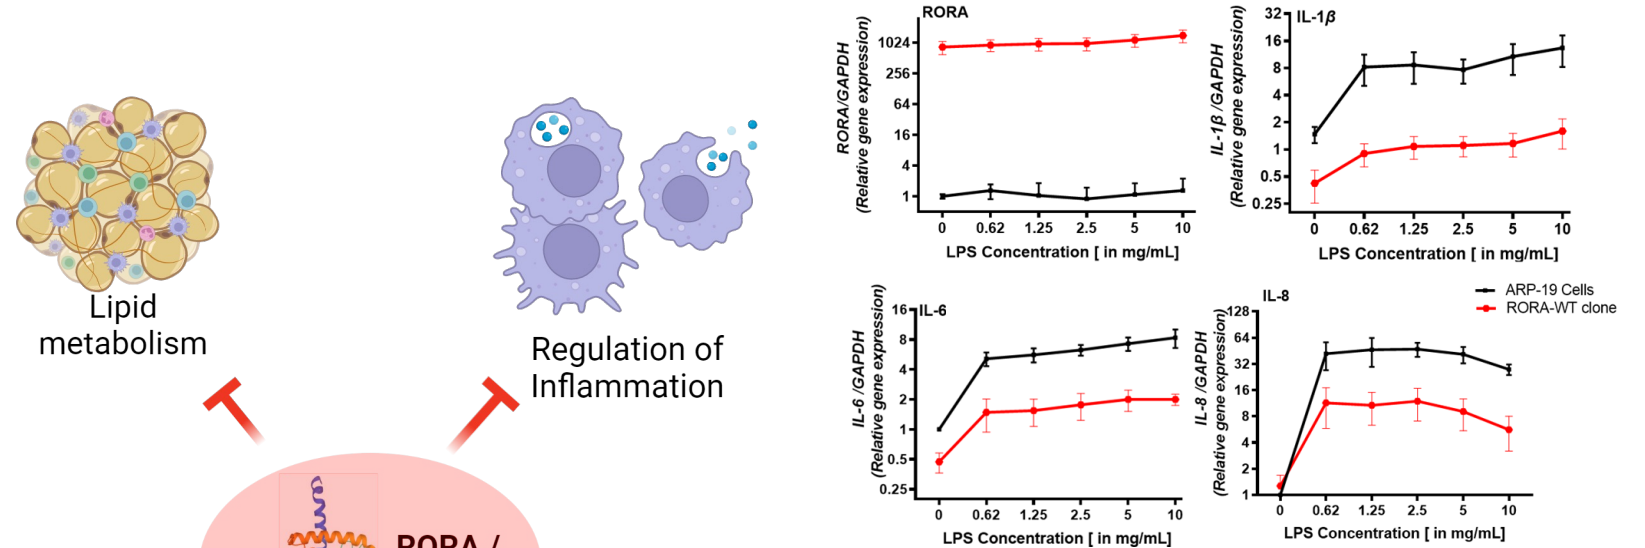 Lipid
metabolism
Regulation of
Inflammation
RORA /
RORA
RORA/GAPDH
(Relative gene expression)
1024
256
64
16
4
1
0 0.62 1.25 2.5 5 10
LPS Concentration [ in mg/mL]
IL-1β
IL-1β /GAPDH
(Relative gene expression)
32
16
8
4
2
1
0.5
0.25
0 0.62 1.25 2.5 5 10
LPS Concentration [ in mg/mL]
IL-6
IL-6 /GAPDH
(Relative gene expression)
16
8
4
2
1
0.5
0.25
0 0.62 1.25 2.5 5 10
LPS Concentration [ in mg/mL]
IL-8
ARP-19 Cells
RORA-WT clone
IL-8 /GAPDH
(Relative gene expression)
128
64
32
16
8
4
2
1
0 0.62 1.25 2.5 5 10
LPS Concentration [ in mg/mL]